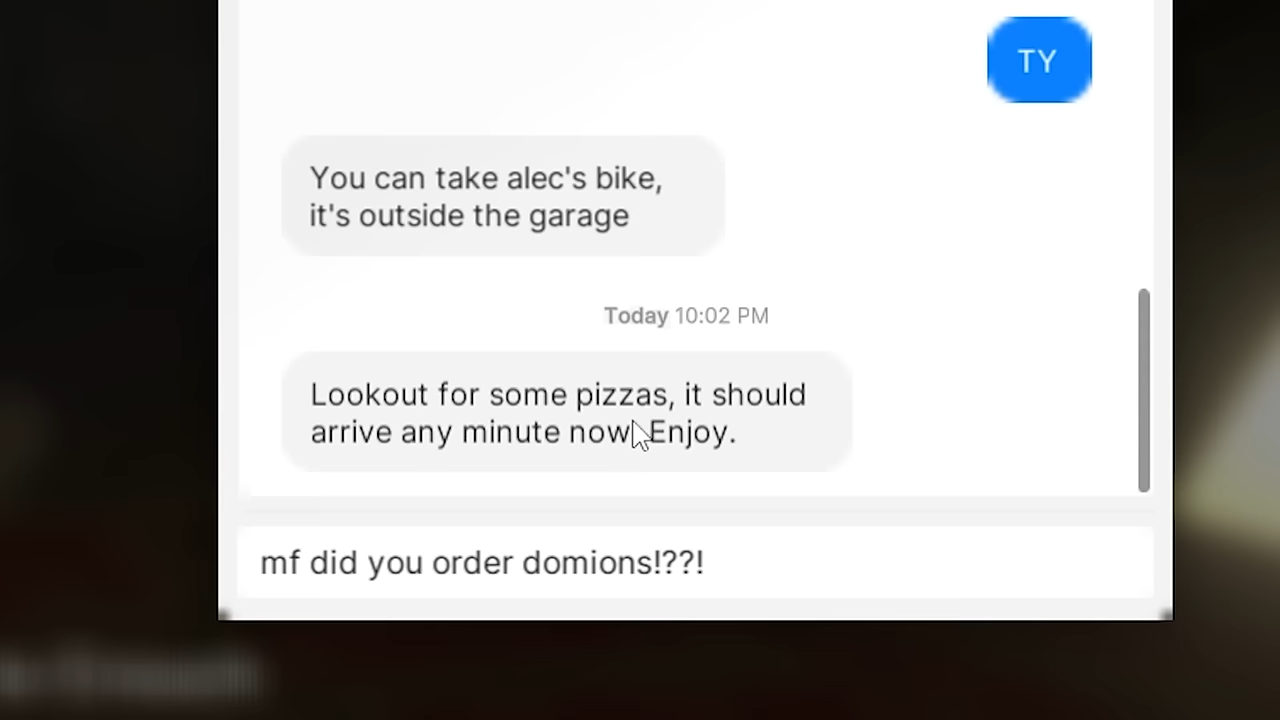 TY
You can take alec's bike,
it's outside the garage
Today 10:02 PM
Lookout for some pizzas, it should
arrive any minute now. Enjoy.
mf did you order domions!??!